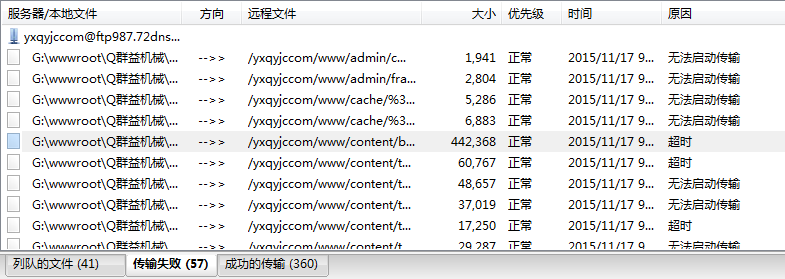 服务器/本地文件 方向 远程文件 大小 优先级 时间 原因
yxqyjccom@ftp987.72dns...
G:\wwwroot\Q群益机械\... -->> /yxqyjccom/www/admin/c... 1,941 正常 2015/11/17 9... 无法启动传输
G:\wwwroot\Q群益机械\... -->> /yxqyjccom/www/admin/fra... 2,804 正常 2015/11/17 9... 无法启动传输
G:\wwwroot\Q群益机械\... -->> /yxqyjccom/www/cache/%3... 5,286 正常 2015/11/17 9... 无法启动传输
G:\wwwroot\Q群益机械\... -->> /yxqyjccom/www/cache/%3... 6,883 正常 2015/11/17 9... 无法启动传输
G:\wwwroot\Q群益机械\... -->> /yxqyjccom/www/content/b... 442,368 正常 2015/11/17 9... 超时
G:\wwwroot\Q群益机械\... -->> /yxqyjccom/www/content/t... 60,767 正常 2015/11/17 9... 超时
G:\wwwroot\Q群益机械\... -->> /yxqyjccom/www/content/t... 48,657 正常 2015/11/17 9... 无法启动传输
G:\wwwroot\Q群益机械\... -->> /yxqyjccom/www/content/t... 37,019 正常 2015/11/17 9... 无法启动传输
G:\wwwroot\Q群益机械\... -->> /yxqyjccom/www/content/t... 17,250 正常 2015/11/17 9... 超时
G:\wwwroot\Q群益机械\... -->> /yxqyjccom/www/content/t... 29,287 正常 2015/11/17 9... 无法启动传输
列队的文件 (41) 传输失败 (57) 成功的传输 (360)